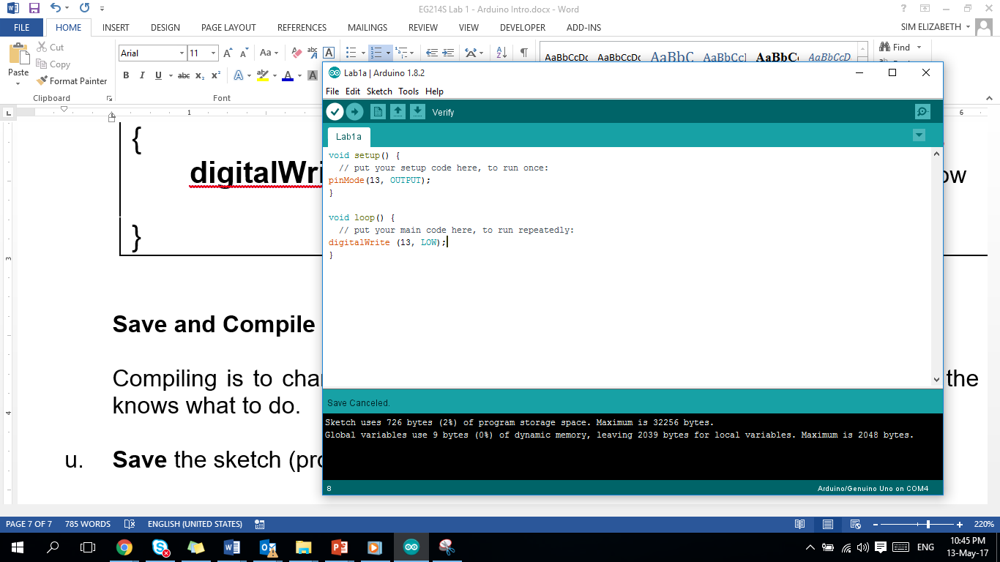 EG214S Lab 1 - Arduino Intro.docx - Word
FILE HOME INSERT DESIGN PAGE LAYOUT REFERENCES MAILINGS REVIEW VIEW DEVELOPER ADD-INS SIM ELIZABETH
Paste
Cut
Copy
Format Painter
Clipboard
Arial 11
Font
AaBbCcDc AaBbCcDc AaBbC AaBbCcl AaBbC AaBbCcD
Find
1 6
{
digitalWri
ow
}
3
Save and Compile
Compiling is to char the
4
knows what to do.
u. Save the sketch (pro
Lab1a | Arduino 1.8.2
File Edit Sketch Tools Help
Verify
Lab1a
void setup() {
// put your setup code here, to run once:
pinMode(13, OUTPUT);
}
void loop() {
// put your main code here, to run repeatedly:
digitalWrite (13, LOW);
}
Save Canceled.
Sketch uses 726 bytes (2%) of program storage space. Maximum is 32256 bytes.
Global variables use 9 bytes (0%) of dynamic memory, leaving 2039 bytes for local variables. Maximum is 2048 bytes.
8 Arduino/Genuino Uno on COM4
PAGE 7 OF 7 785 WORDS ENGLISH (UNITED STATES) 220%
ENG
10:45 PM
13-May-17